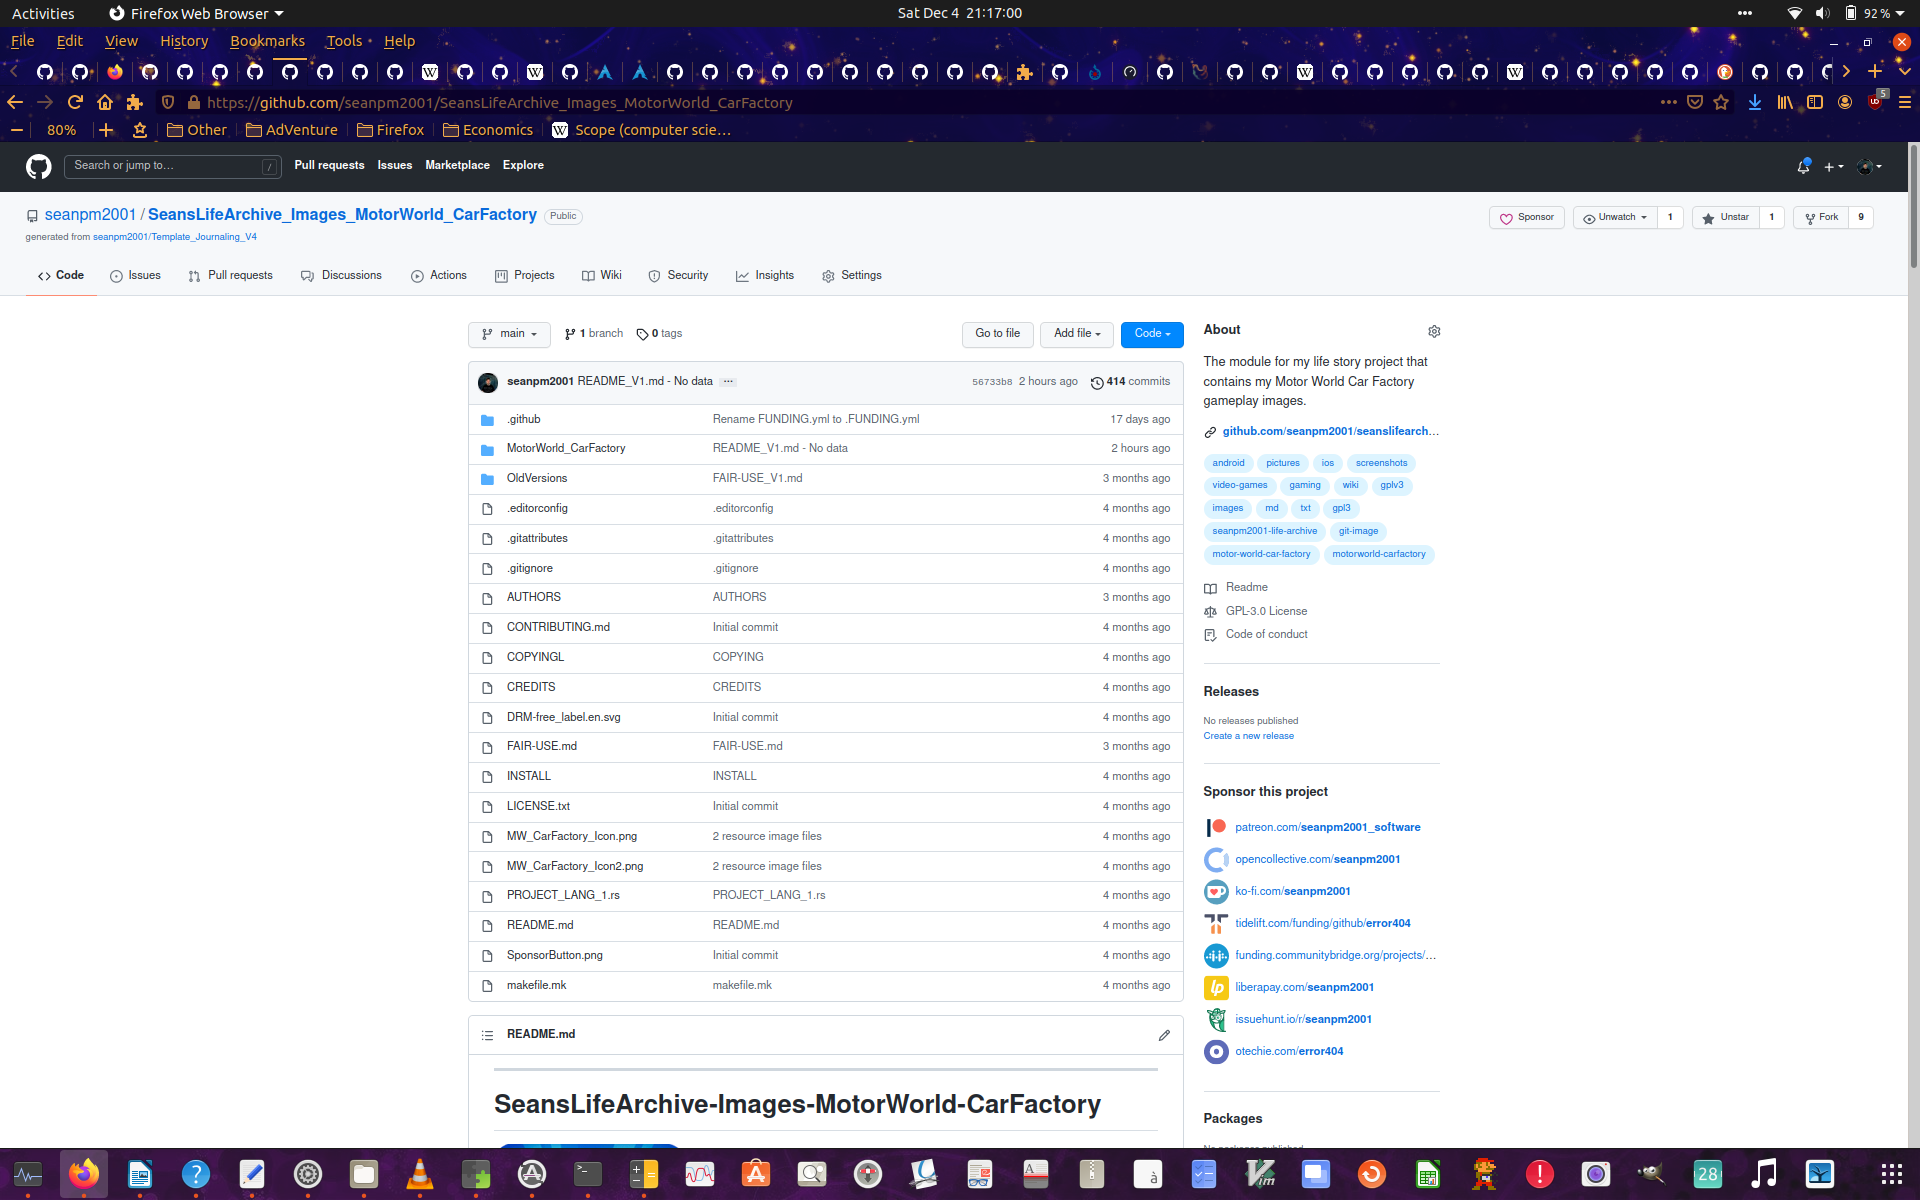 Activities
Firefox Web Browser
Sat Dec 4 21:17:00
92 %
File Edit View History Bookmarks Tools Help
https://github.com/seanpm2001/SeansLifeArchive_Images_MotorWorld_CarFactory
5
80%
Other
AdVenture
Firefox
Economics
Scope (computer scie…
Search or jump to…
/
Pull requests Issues Marketplace Explore
seanpm2001 / SeansLifeArchive_Images_MotorWorld_CarFactory Public
Sponsor
Unwatch 1
Unstar 1
Fork 9
generated from seanpm2001/Template_Journaling_V4
Code Issues Pull requests Discussions Actions Projects Wiki Security Insights Settings
main
1 branch
0 tags
Go to file
Add file
Code
seanpm2001 README_V1.md - No data ... 56733b8 2 hours ago 414 commits
.github Rename FUNDING.yml to .FUNDING.yml 17 days ago
MotorWorld_CarFactory README_V1.md - No data 2 hours ago
OldVersions FAIR-USE_V1.md 3 months ago
.editorconfig .editorconfig 4 months ago
.gitattributes .gitattributes 4 months ago
.gitignore .gitignore 4 months ago
AUTHORS AUTHORS 3 months ago
CONTRIBUTING.md Initial commit 4 months ago
COPYINGL COPYING 4 months ago
CREDITS CREDITS 4 months ago
DRM-free_label.en.svg Initial commit 4 months ago
FAIR-USE.md FAIR-USE.md 3 months ago
INSTALL INSTALL 4 months ago
LICENSE.txt Initial commit 4 months ago
MW_CarFactory_Icon.png 2 resource image files 4 months ago
MW_CarFactory_Icon2.png 2 resource image files 4 months ago
PROJECT_LANG_1.rs PROJECT_LANG_1.rs 4 months ago
README.md README.md 4 months ago
SponsorButton.png Initial commit 4 months ago
makefile.mk makefile.mk 4 months ago
README.md
SeansLifeArchive-Images-MotorWorld-CarFactory
About
The module for my life story project that
contains my Motor World Car Factory
gameplay images.
github.com/seanpm2001/seanslifearch…
android pictures ios screenshots
video-games gaming wiki gplv3
images md txt gpl3
seanpm2001-life-archive git-image
motor-world-car-factory motorworld-carfactory
Readme
GPL-3.0 License
Code of conduct
Releases
No releases published
Create a new release
Sponsor this project
patreon.com/seanpm2001_software
opencollective.com/seanpm2001
ko-fi.com/seanpm2001
tidelift.com/funding/github/error404
funding.communitybridge.org/projects/…
liberapay.com/seanpm2001
issuehunt.io/r/seanpm2001
otechie.com/error404
Packages
28